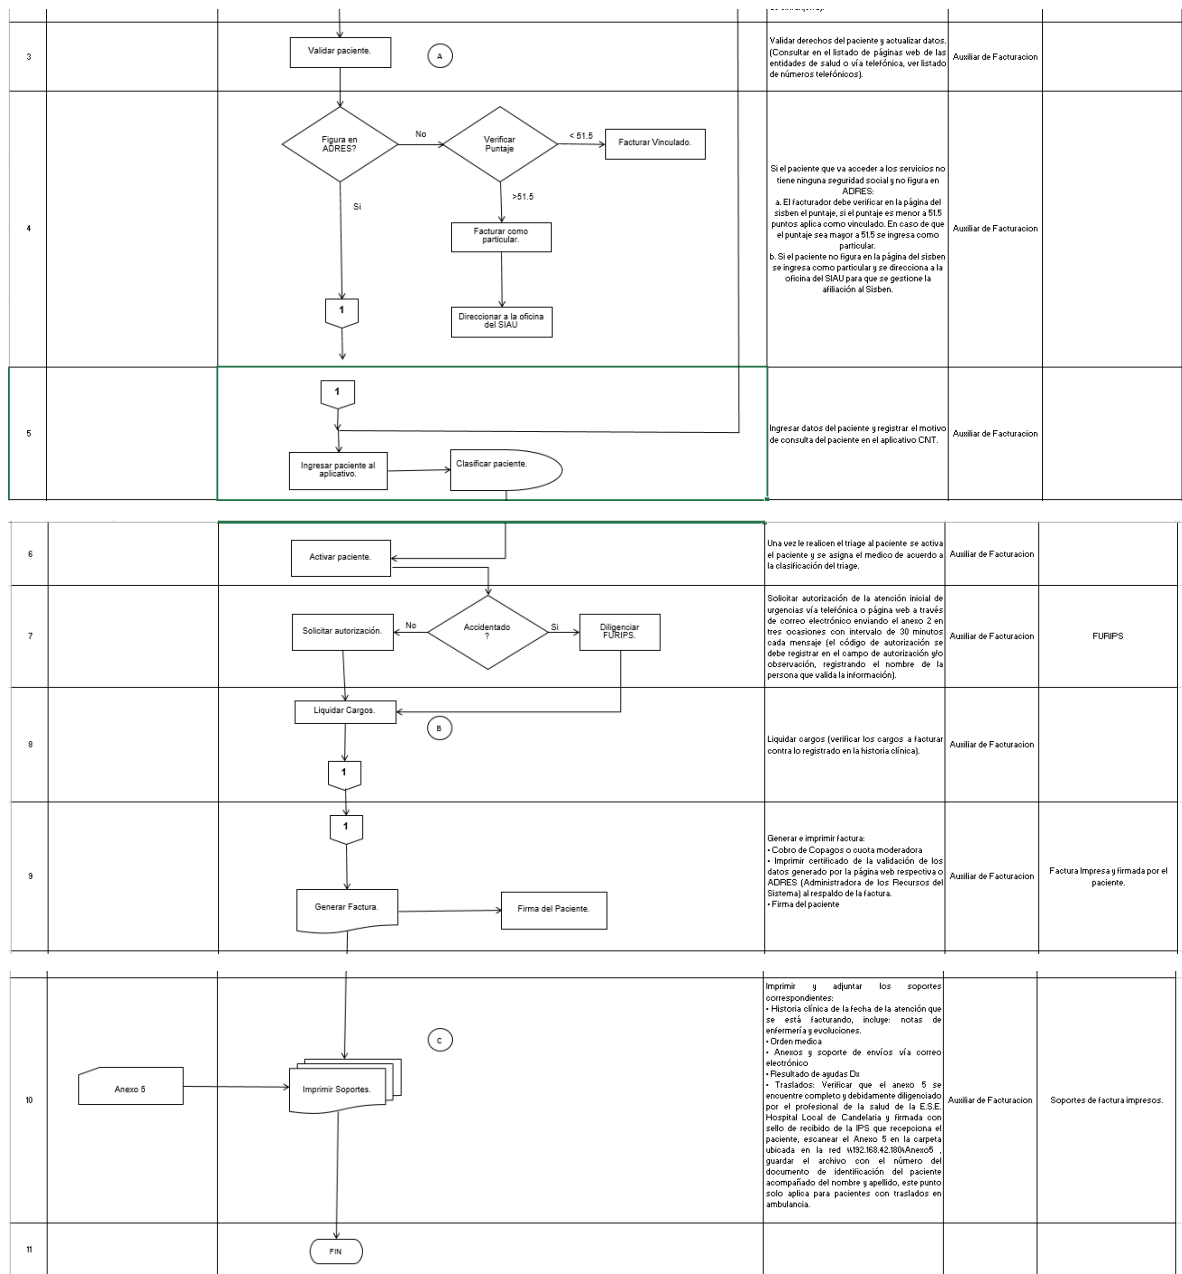 3
Validar paciente.
A
Validar derechos del paciente y actualizar datos.
(Consultar en el listado de páginas web de las
entidades de salud o vía telefónica, ver listado
de números telefónicos).
Auxiliar de Facturacion
4
Figura en
ADRES?
No
Verificar
Puntaje
< 51.5
Facturar Vinculado.
>51.5
Si
Facturar como
particular.
1
Direccionar a la oficina
del SIAU
Si el paciente que va acceder a los servicios no
tiene ninguna seguridad social y no figura en
ADRES:
a. El facturador debe verificar en la página del
sisben el puntaje, si el puntaje es menor a 51.5
puntos aplica como vinculado. En caso de que
el puntaje sea mayor a 51.5 se ingresa como
particular.
b. Si el paciente no figura en la página del sisben
se ingresa como particular y se direcciona a la
oficina del SIAU para que se gestione la
afiliación al Sisben.
Auxiliar de Facturacion
5
1
Ingresar paciente al
aplicativo.
Clasificar paciente.
Ingresar datos del paciente y registrar el motivo
de consulta del paciente en el aplicativo CNT.
Auxiliar de Facturacion
6
Activar paciente.
Una vez le realicen el triage al paciente se activa
el paciente y se asigna el medico de acuerdo a
la clasificación del triage.
Auxiliar de Facturacion
7
Solicitar autorización.
No
Accidentado
?
Si
Diligenciar
FURIPS.
Solicitar autorización de la atención inicial de
urgencias vía telefónica o página web a través
de correo electrónico enviando el anexo 2 en
tres ocasiones con intervalo de 30 minutos
cada mensaje (el código de autorización se
debe registrar en el campo de autorización y/o
observación, registrando el nombre de la
persona que valida la información).
Auxiliar de Facturacion
FURIPS
8
Liquidar Cargos.
B
1
Liquidar cargos (verificar los cargos a facturar
contra lo registrado en la historia clínica).
Auxiliar de Facturacion
9
1
Generar Factura.
Firma del Paciente.
Generar e imprimir factura:
• Cobro de Copagos o cuota moderadora
• Imprimir certificado de la validación de los
datos generado por la página web respectiva o
ADRES (Administradora de los Recursos del
Sistema) al respaldo de la factura.
• Firma del paciente
Auxiliar de Facturacion
Factura Impresa y firmada por el
paciente.
10
C
Anexo 5
Imprimir Soportes.
Imprimir y adjuntar los soportes
correspondientes:
• Historia clínica de la fecha de la atención que
se está facturando, incluye: notas de
enfermería y evoluciones.
• Orden medica
• Anexos y soporte de envíos vía correo
electrónico
• Resultado de ayudas Dx
• Traslados: Verificar que el anexo 5 se
encuentre completo y debidamente diligenciado
por el profesional de la salud de la E.S.E.
Hospital Local de Candelaria y firmada con
sello de recibido de la IPS que recepciona el
paciente, escanear el Anexo 5 en la carpeta
ubicada en la red \\192.168.42.180\Anexo5 ,
guardar el archivo con el número del
documento de identificación del paciente
acompañado del nombre y apellido, este punto
solo aplica para pacientes con traslados en
ambulancia.
Auxiliar de Facturacion
Soportes de factura impresos.
11
FIN